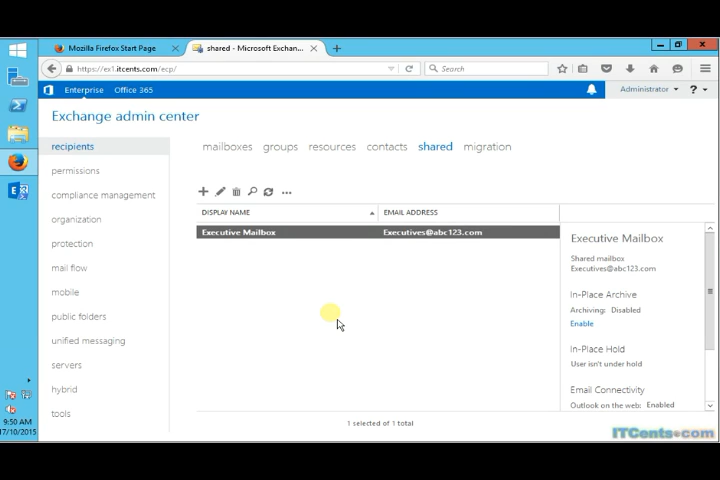 Mozilla Firefox Start Page
shared - Microsoft Exchan...
https://ex1.itcents.com/ecp/
Search
Enterprise
Office 365
Administrator
?
Exchange admin center
recipients
permissions
compliance management
organization
protection
mail flow
mobile
public folders
unified messaging
servers
hybrid
tools
mailboxes
groups
resources
contacts
shared
migration
DISPLAY NAME
EMAIL ADDRESS
Executive Mailbox
Executives@abc123.com
Executive Mailbox
Shared mailbox
Executives@abc123.com
In-Place Archive
Archiving: Disabled
Enable
In-Place Hold
User isn't under hold
Email Connectivity
Outlook on the web: Enabled
1 selected of 1 total
9:50 AM
17/10/2015
ITCents.com